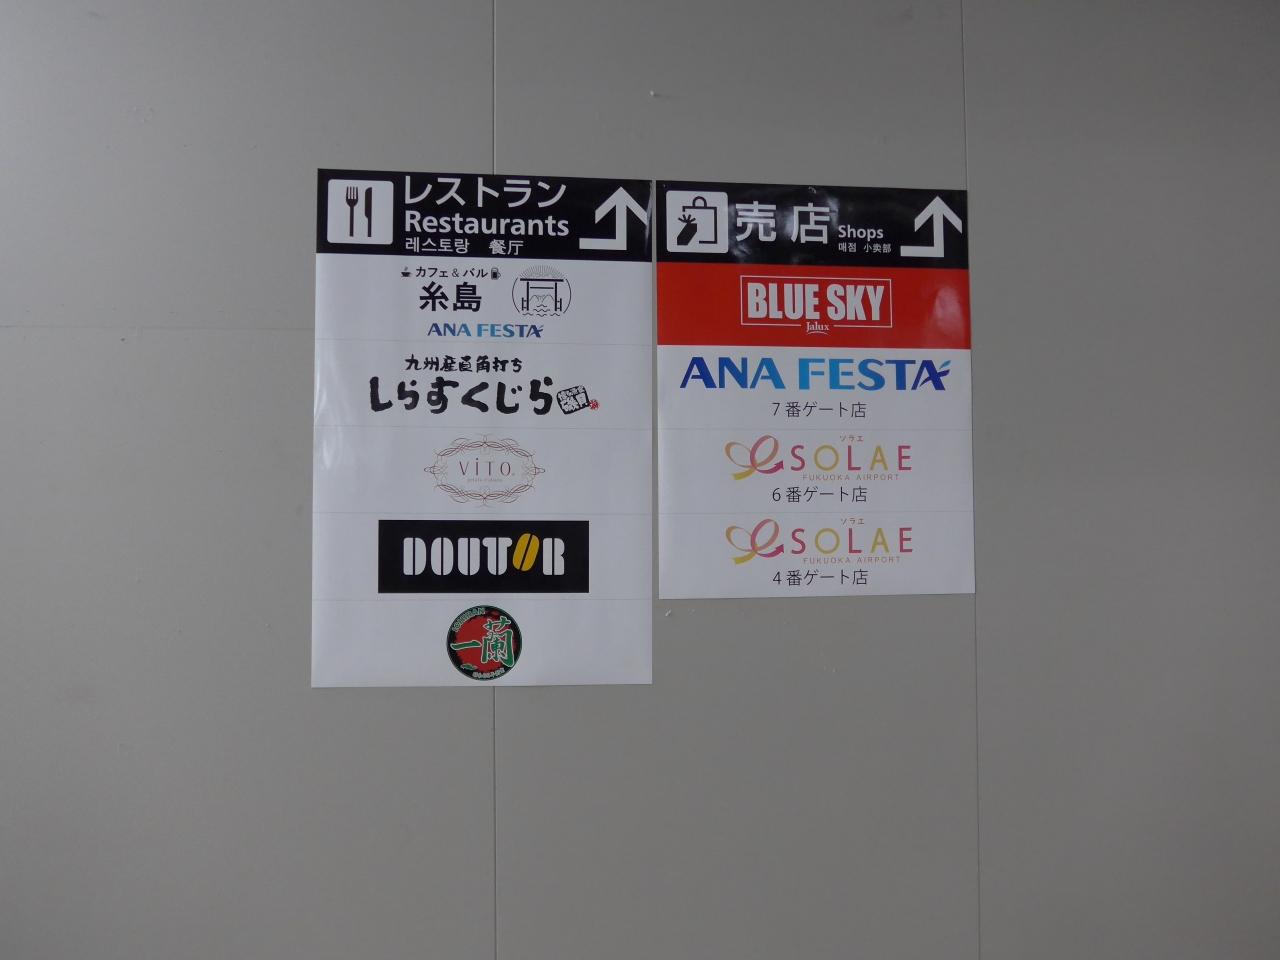 レストラン
Restaurants
레스토랑 餐厅
カフェ&バル
糸島
ANA FESTA
九州産直角打ち
しらすくじら
ViTO.
DOUTOR
ICHIRAN
一蘭
売店
Shops
매점 小卖部
BLUE SKY
Jalux
ANA FESTA
7番ゲート店
ソラエ
SOLAE
FUKUOKA AIRPORT
6番ゲート店
ソラエ
SOLAE
FUKUOKA AIRPORT
4番ゲート店